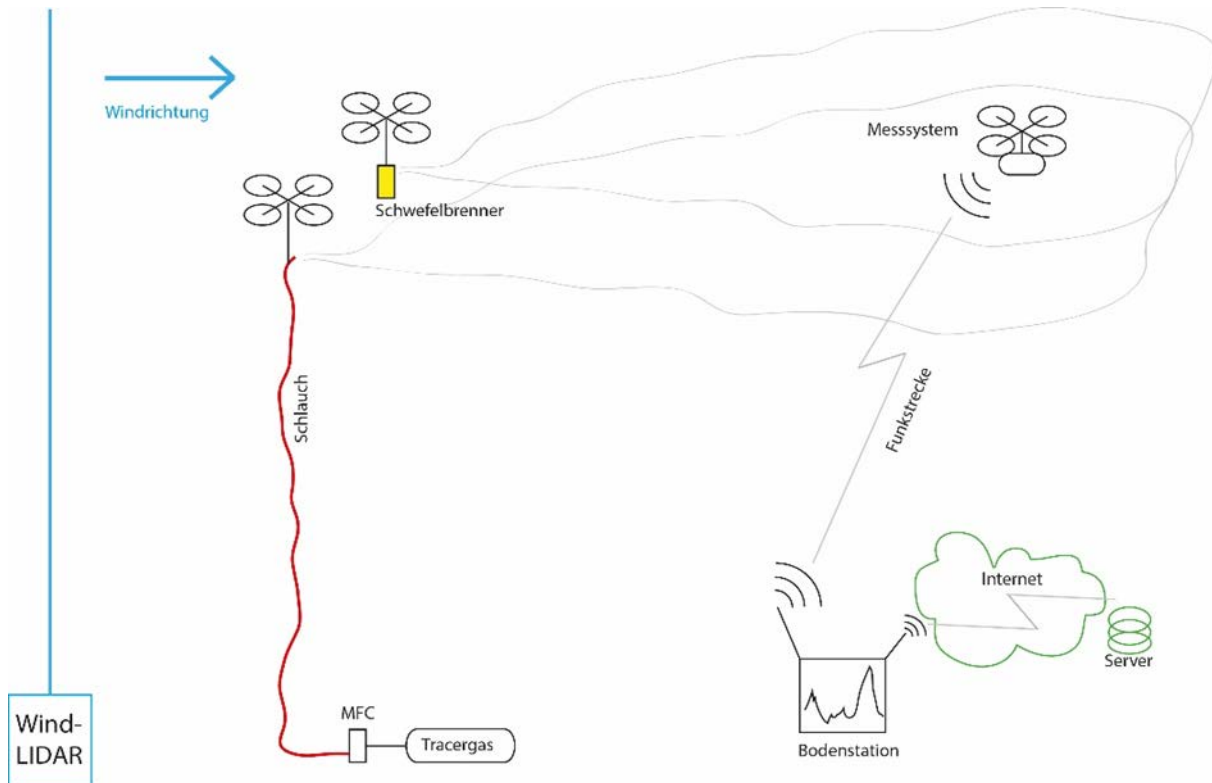 Windrichtung
Messsystem
Schwefelbrenner
Schlauch
Funkstrecke
Internet
Server
Wind-
LIDAR
MFC
Tracergas
Bodenstation